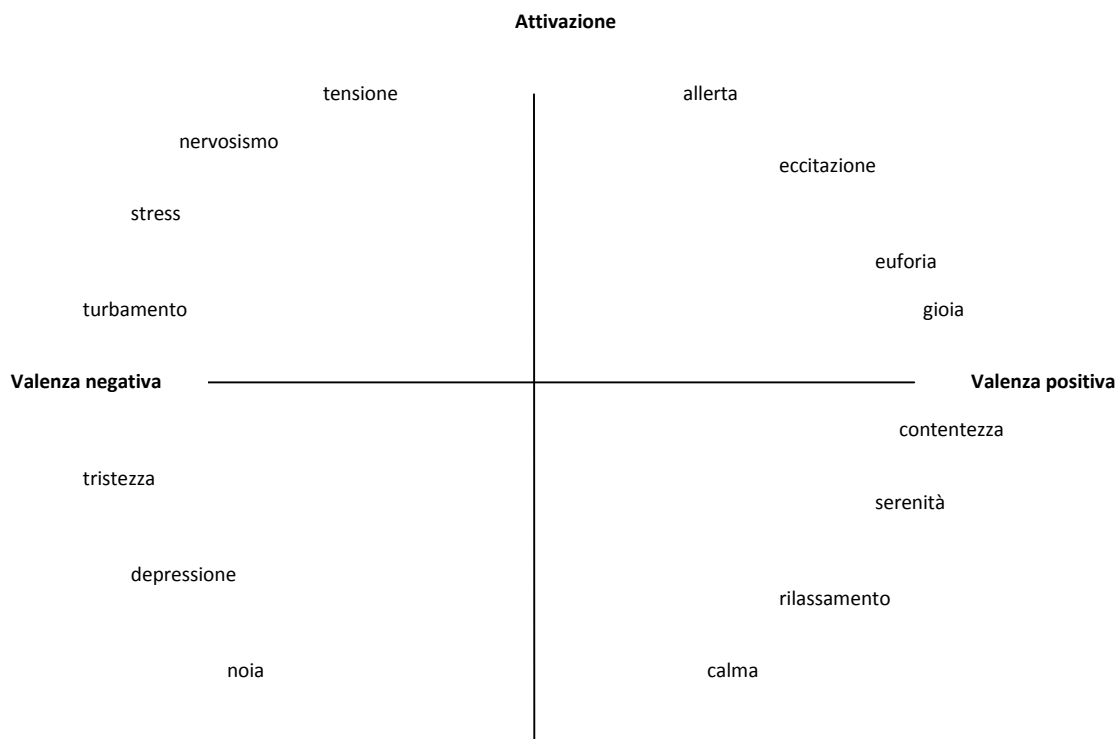 Attivazione
tensione allerta
nervosismo
eccitazione
stress
euforia
turbamento gioia
Valenza negativa Valenza positiva
contentezza
tristezza
serenità
depressione
rilassamento
noia calma